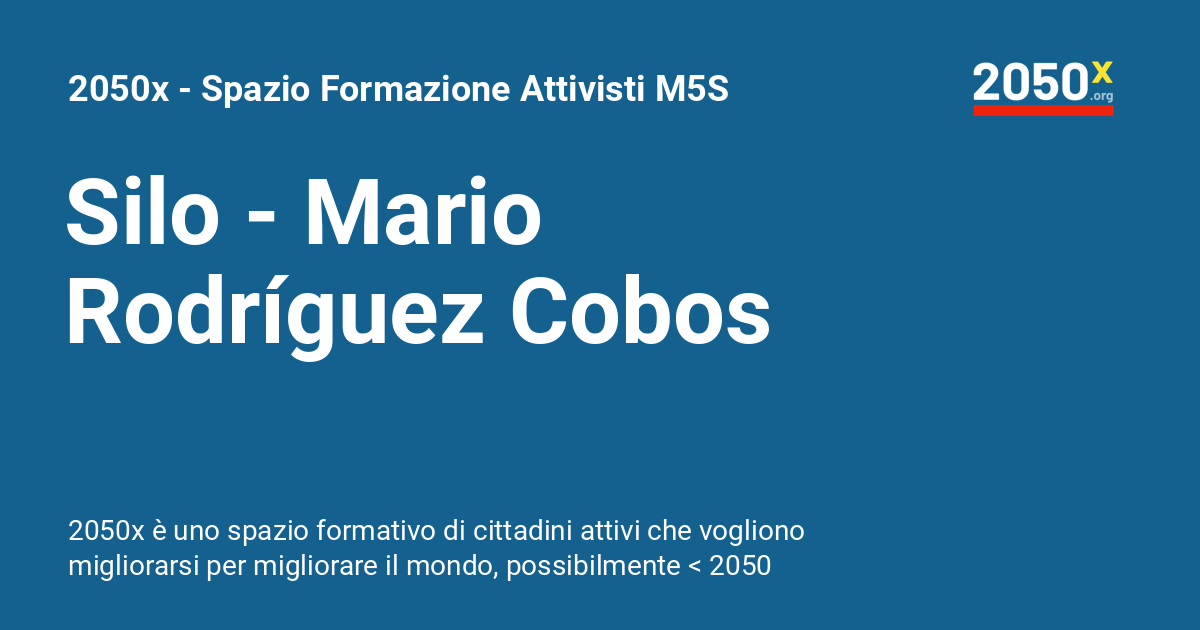 2050x - Spazio Formazione Attivisti M5S
2050x
.org
Silo - Mario
Rodríguez Cobos
2050x è uno spazio formativo di cittadini attivi che vogliono
migliorarsi per migliorare il mondo, possibilmente < 2050